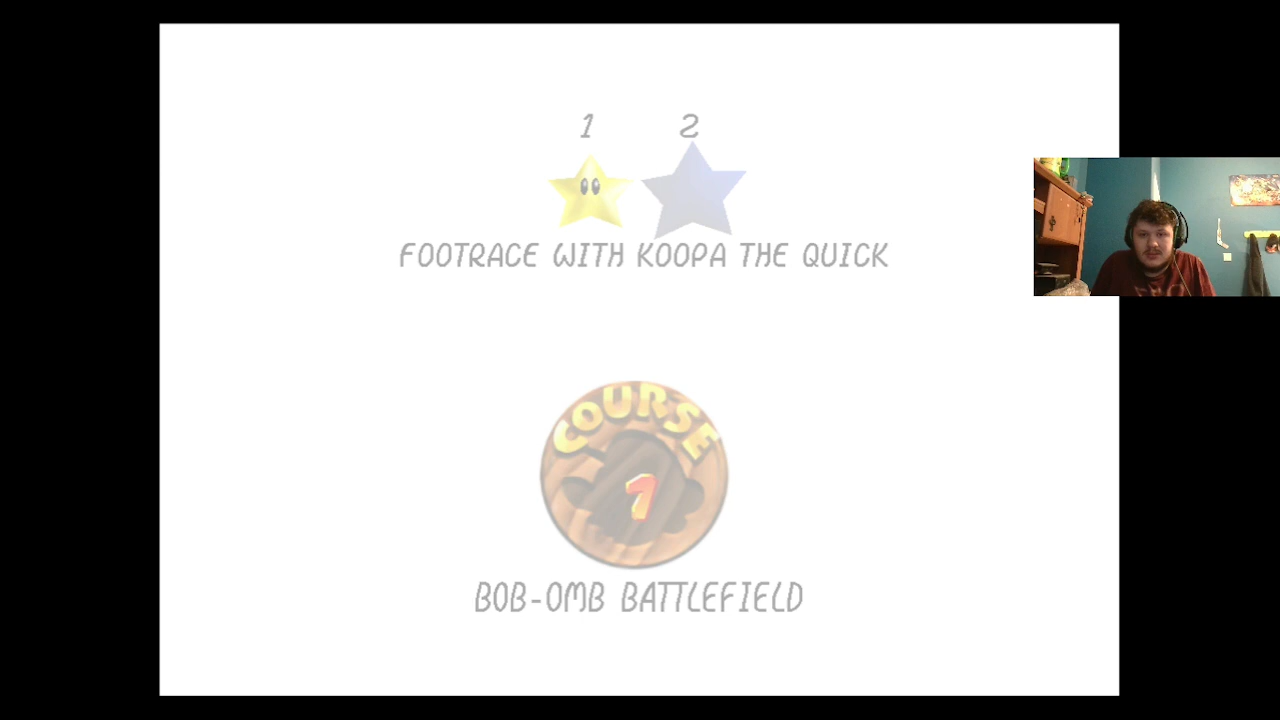 1 2
FOOTRACE WITH KOOPA THE QUICK
COURSE
1
BOB-OMB BATTLEFIELD